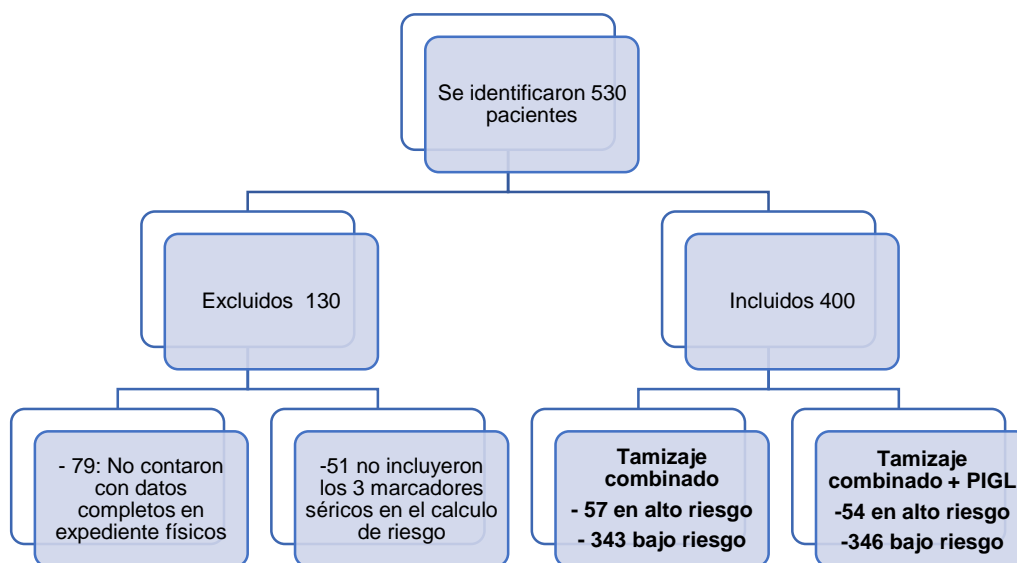 Se identificaron 530
pacientes
Excluidos 130
Incluidos 400
- 79: No contaron
con datos
completos en
expediente físicos
-51 no incluyeron
los 3 marcadores
séricos en el calculo
de riesgo
Tamizaje
combinado
- 57 en alto riesgo
- 343 bajo riesgo
Tamizaje
combinado + PIGL
-54 en alto riesgo
-346 bajo riesgo